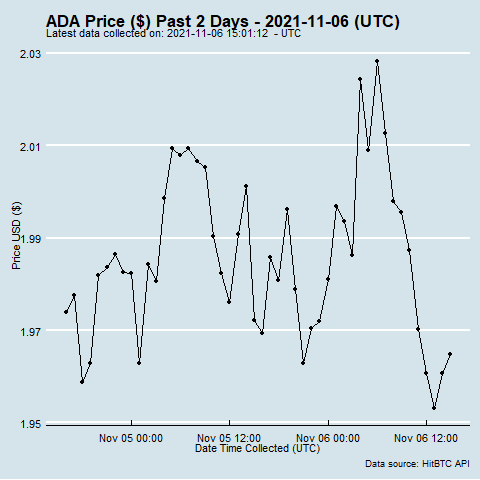 ADA Price ($) Past 2 Days - 2021-11-06 (UTC)
Latest data collected on: 2021-11-06 15:01:12 - UTC
2.03
2.01
1.99
1.97
1.95
Price USD ($)
Nov 05 00:00 Nov 05 12:00 Nov 06 00:00 Nov 06 12:00
Date Time Collected (UTC)
Data source: HitBTC API